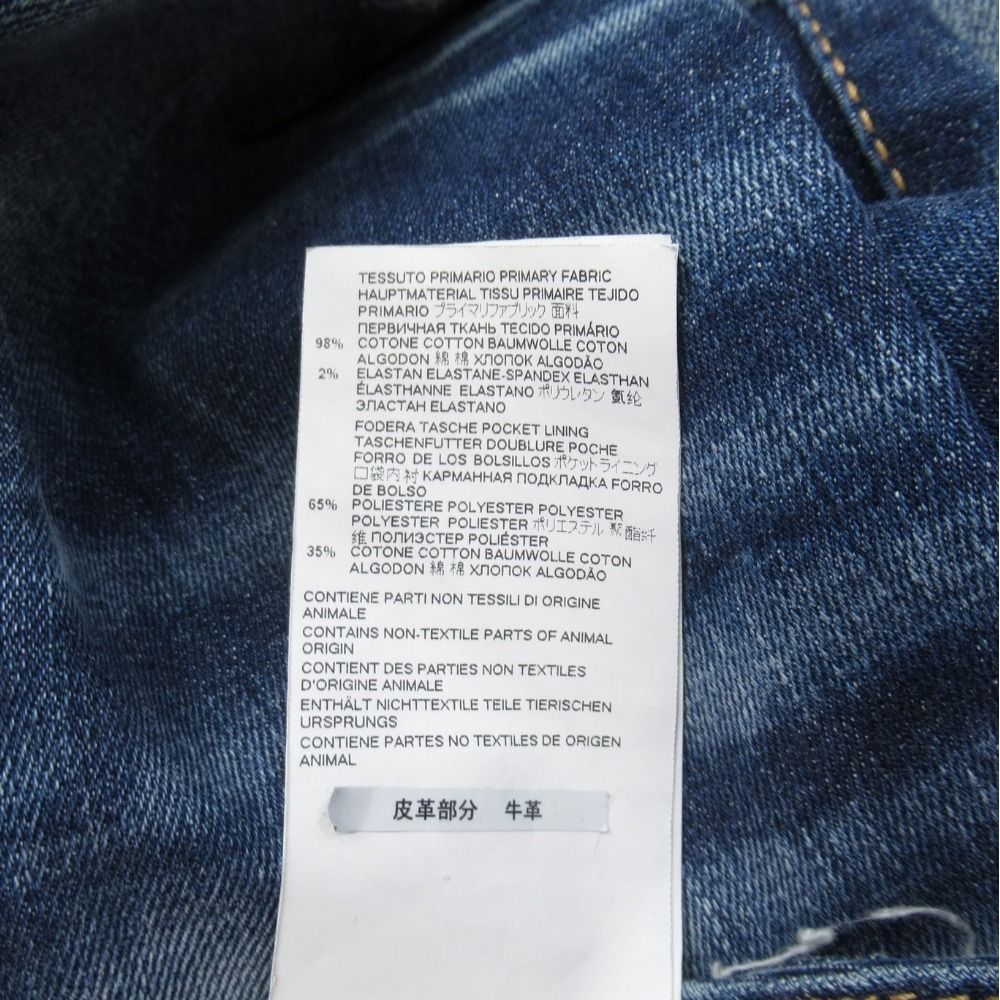 TESSUTO PRIMARIO PRIMARY FABRIC
HAUPTMATERIAL TISSU PRIMAIRE TEJIDO
PRIMARIO プライマリファブリック 面料
ПЕРВИЧНАЯ ТКАНЬ TECIDO PRIMÁRIO
98% COTONE COTTON BAUMWOLLE COTON
ALGODON 綿 棉 ХЛОПОК ALGODÃO
2% ELASTAN ELASTANE-SPANDEX ELASTHAN
ÉLASTHANNE ELASTANO ポリウレタン 氨纶
ЭЛАСТАН ELASTANO
FODERA TASCHE POCKET LINING
TASCHENFUTTER DOUBLURE POCHE
FORRO DE LOS BOLSILLOS ポケットライニング
口袋内衬 КАРМАННАЯ ПОДКЛАДКА FORRO
DE BOLSO
65% POLIESTERE POLYESTER POLYESTER
POLYESTER POLIESTER ポリエステル 聚酯纤
维 ПОЛИЭСТЕР POLIÉSTER
35% COTONE COTTON BAUMWOLLE COTON
ALGODON 綿 棉 ХЛОПОК ALGODÃO
CONTIENE PARTI NON TESSILI DI ORIGINE
ANIMALE
CONTAINS NON-TEXTILE PARTS OF ANIMAL
ORIGIN
CONTIENT DES PARTIES NON TEXTILES
D'ORIGINE ANIMALE
ENTHÄLT NICHTTEXTILE TEILE TIERISCHEN
URSPRUNGS
CONTIENE PARTES NO TEXTILES DE ORIGEN
ANIMAL
皮革部分 牛革